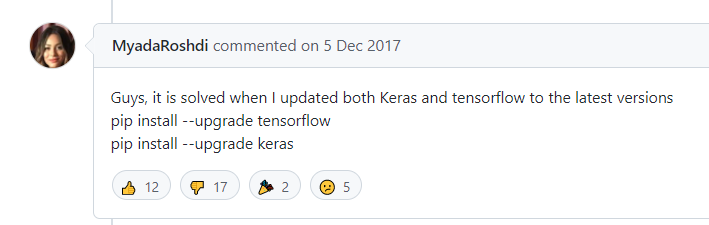 MyadaRoshdi commented on 5 Dec 2017
Guys, it is solved when I updated both Keras and tensorflow to the latest versions
pip install --upgrade tensorflow
pip install --upgrade keras
12 17 2 5